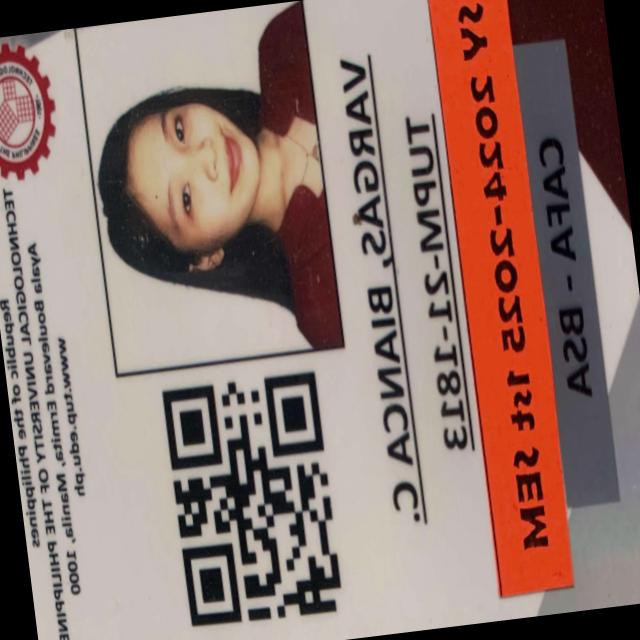 Republic of the Philippines
TECHNOLOGICAL UNIVERSITY OF THE PHILIPPINES
Ayala Boulevard Ermita, Manila, 1000
www.tup.edu.ph
VARGAS, BIANCA C.
TUPM-21-1813
SY 2024-2025 1st SEM
CAFA - BSA